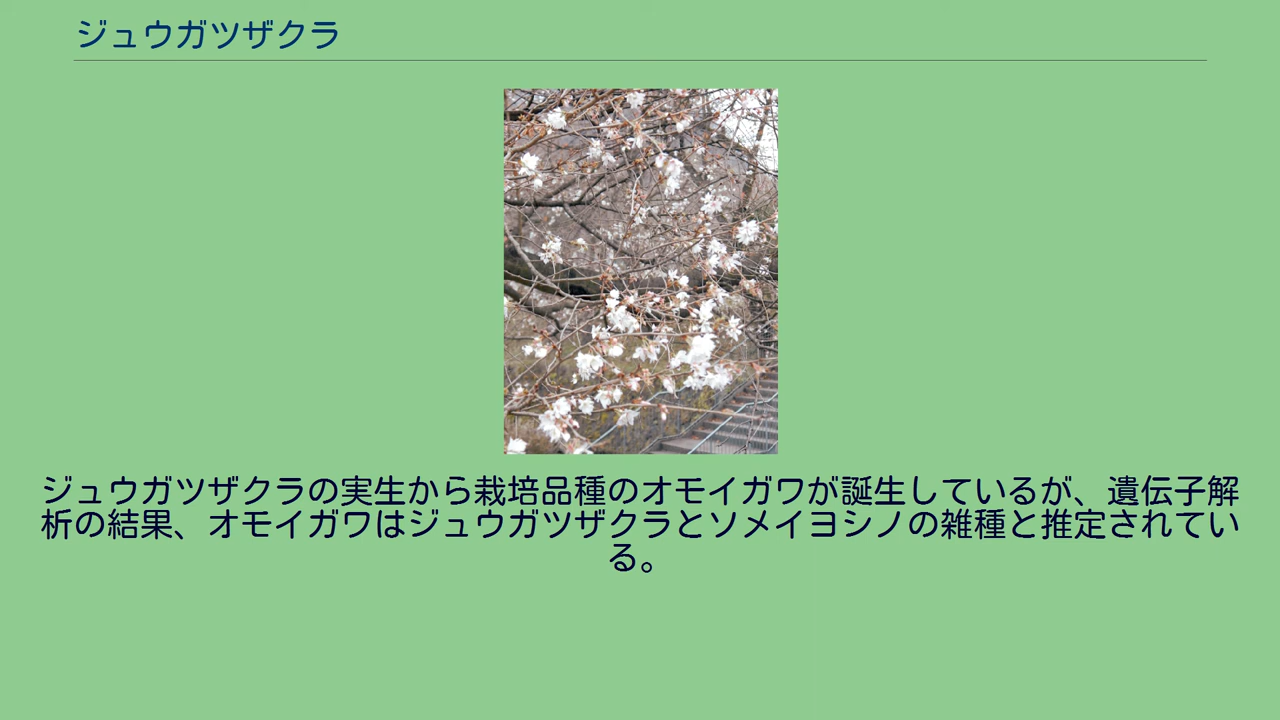 ジュウガツザクラ
ジュウガツザクラの実生から栽培品種のオモイガワが誕生しているが、遺伝子解
析の結果、オモイガワはジュウガツザクラとソメイヨシノの雑種と推定されてい
る。